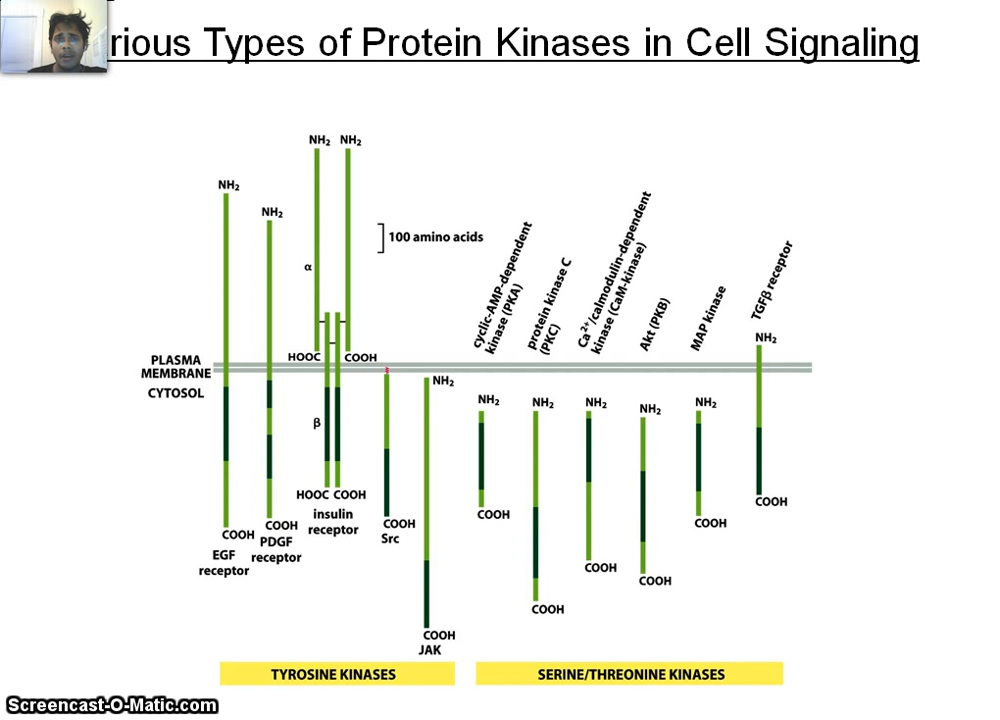 rious Types of Protein Kinases in Cell Signaling
NH₂ NH₂
NH₂
NH₂
100 amino acids
α
cyclic-AMP-dependent
kinase (PKA)
protein kinase C
(PKC)
Ca²⁺/calmodulin-dependent
kinase (CaM-kinase)
Akt (PKB)
MAP kinase
TGFβ receptor
NH₂
HOOC COOH
PLASMA
MEMBRANE
CYTOSOL
NH₂
NH₂ NH₂ NH₂ NH₂ NH₂
β
HOOC COOH
insulin
receptor
COOH
EGF
receptor
COOH
PDGF
receptor
COOH
Src
COOH
JAK
COOH
COOH
COOH
COOH
COOH
COOH
TYROSINE KINASES
SERINE/THREONINE KINASES
Screencast-O-Matic.com